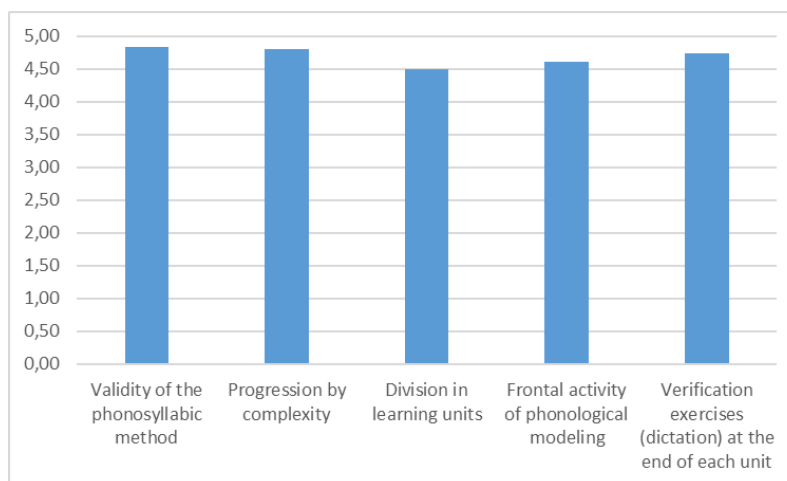 5,00
4,50
4,00
3,50
3,00
2,50
2,00
1,50
1,00
0,50
0,00
Validity of the
phonosyllabic
method
Progression by
complexity
Division in
learning units
Frontal activity
of phonological
modeling
Verification
exercises
(dictation) at the
end of each unit